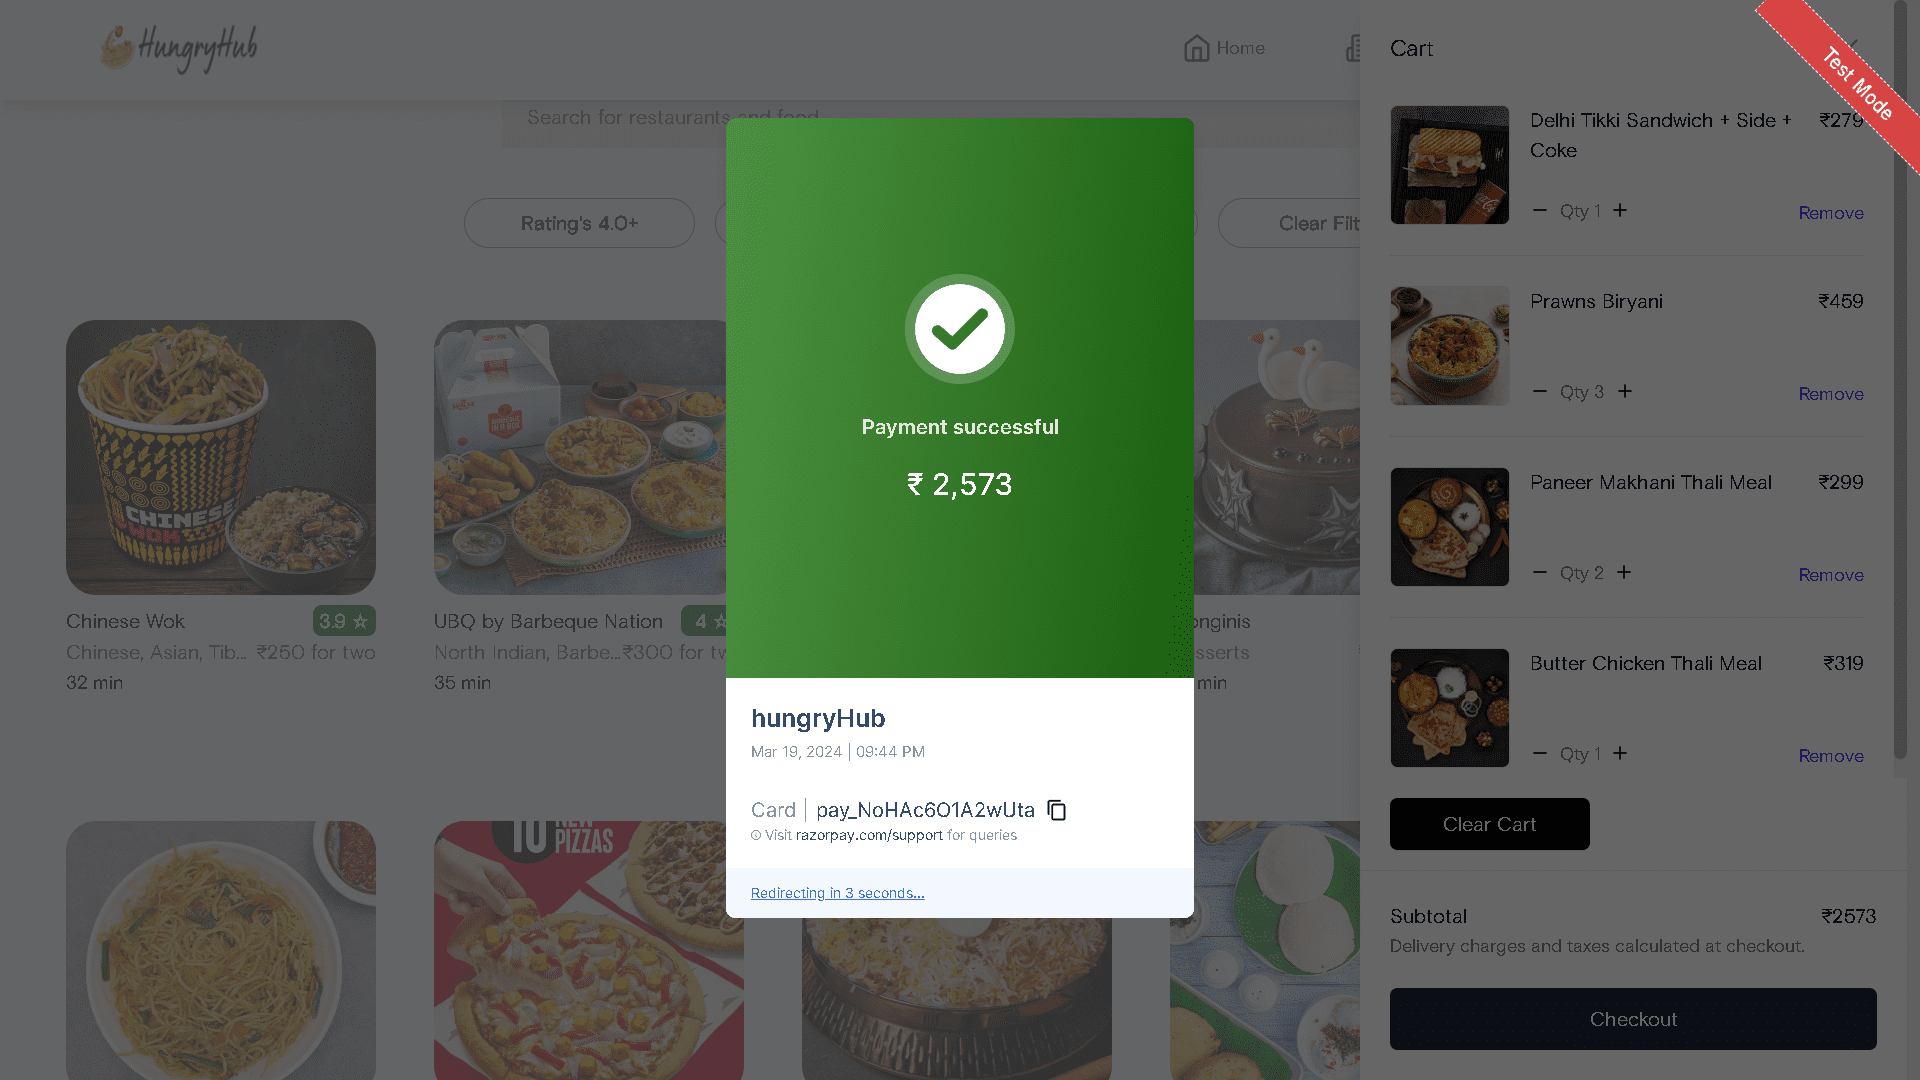 HungryHub
Home
Search for restaurants and food
Rating's 4.0+
Clear Filt
CHINESE
WOK
Chinese Wok
3.9 ☆
Chinese, Asian, Tib... ₹250 for two
32 min
UBQ by Barbeque Nation
4 ☆
North Indian, Barbe...₹300 for tw
35 min
onginis
sserts
min
10 NEW
PIZZAS
Payment successful
₹ 2,573
hungryHub
Mar 19, 2024 | 09:44 PM
Card | pay_NoHAc6O1A2wUta
Visit razorpay.com/support for queries
Redirecting in 3 seconds...
Cart
Test Mode
Delhi Tikki Sandwich + Side +
Coke
₹279
− Qty 1 +
Remove
Prawns Biryani
₹459
− Qty 3 +
Remove
Paneer Makhani Thali Meal
₹299
− Qty 2 +
Remove
Butter Chicken Thali Meal
₹319
− Qty 1 +
Remove
Clear Cart
Subtotal
₹2573
Delivery charges and taxes calculated at checkout.
Checkout